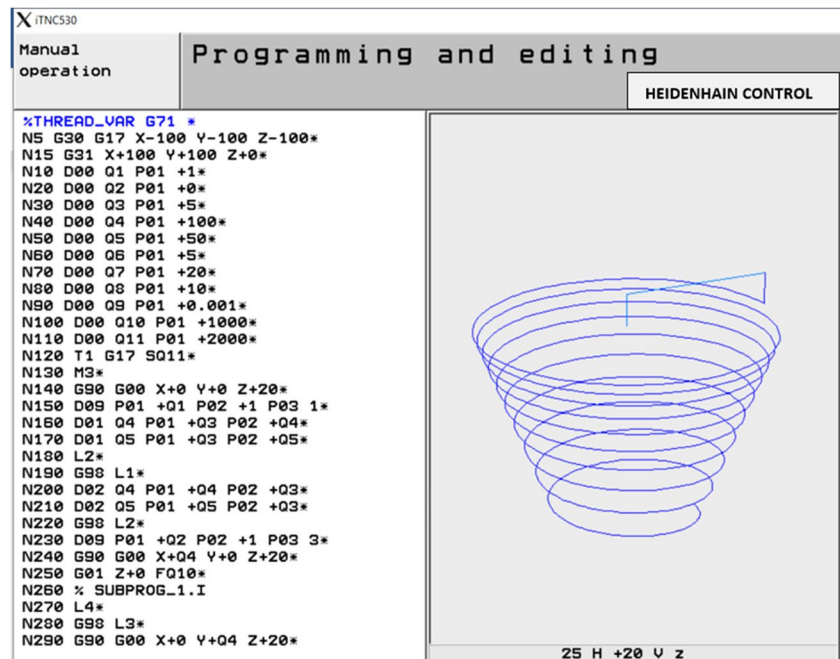 iTNC530
Manual operation
Programming and editing
HEIDENHAIN CONTROL
%THREAD_VAR G71 *
N5 G30 G17 X-100 Y-100 Z-100*
N15 G31 X+100 Y+100 Z+0*
N10 D00 Q1 P01 +1*
N20 D00 Q2 P01 +0*
N30 D00 Q3 P01 +5*
N40 D00 Q4 P01 +100*
N50 D00 Q5 P01 +50*
N60 D00 Q6 P01 +5*
N70 D00 Q7 P01 +20*
N80 D00 Q8 P01 +10*
N90 D00 Q9 P01 +0.001*
N100 D00 Q10 P01 +1000*
N110 D00 Q11 P01 +2000*
N120 T1 G17 SQ11*
N130 M3*
N140 G90 G00 X+0 Y+0 Z+20*
N150 D09 P01 +Q1 P02 +1 P03 1*
N160 D01 Q4 P01 +Q3 P02 +Q4*
N170 D01 Q5 P01 +Q3 P02 +Q5*
N180 L2*
N190 G98 L1*
N200 D02 Q4 P01 +Q4 P02 +Q3*
N210 D02 Q5 P01 +Q5 P02 +Q3*
N220 G98 L2*
N230 D09 P01 +Q2 P02 +1 P03 3*
N240 G90 G00 X+Q4 Y+0 Z+20*
N250 G01 Z+0 FQ10*
N260 % SUBPROG_1.I
N270 L4*
N280 G98 L3*
N290 G90 G00 X+0 Y+Q4 Z+20*
25 H +20 V z